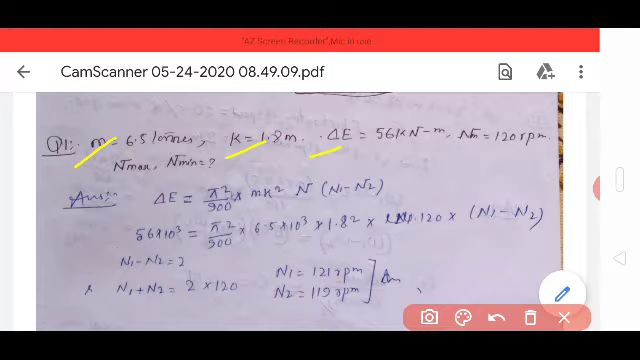 "AZ Screen Recorder",Mic in use
CamScanner 05-24-2020 08.49.09.pdf
Q1:- m = 6.5 tonnes, K = 1.8 m. ΔE = 56 kN-m, N = 120 rpm.
Nmax, Nmin = ?
Ans:- ΔE = π²/900 × mK² N (N1-N2)
56×10³ = π²/900 × 6.5×10³ × 1.8² × 120 × (N1-N2)
N1-N2 = 2
N1+N2 = 2×120
N1 = 121 rpm
N2 = 119 rpm ] Ans